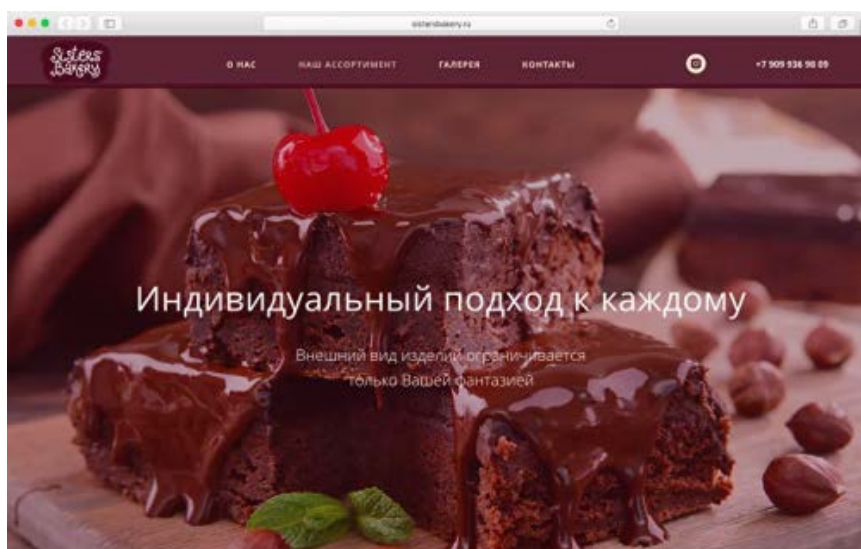 sistersbakery.ru
Sisters'
Bakery
О НАС
НАШ АССОРТИМЕНТ
ГАЛЕРЕЯ
КОНТАКТЫ
+7 909 936 98 09
Индивидуальный подход к каждому
Внешний вид изделий ограничивается
только Вашей фантазией